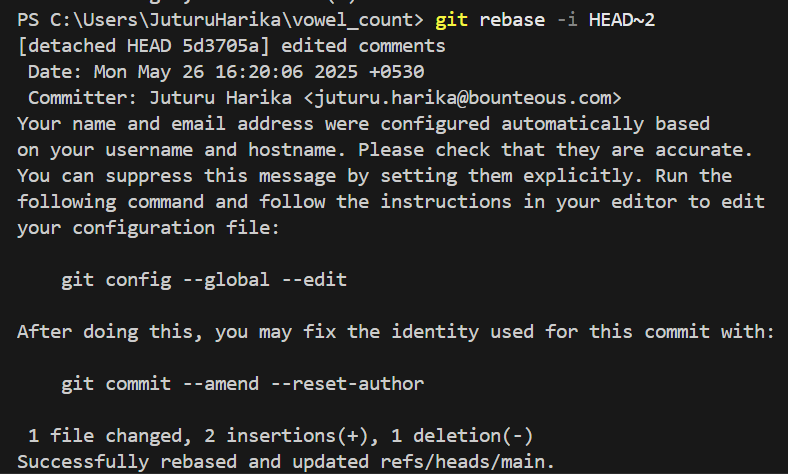 PS C:\Users\JuturuHarika\vowel_count> git rebase -i HEAD~2
[detached HEAD 5d3705a] edited comments
 Date: Mon May 26 16:20:06 2025 +0530
 Committer: Juturu Harika <juturu.harika@bounteous.com>
Your name and email address were configured automatically based
on your username and hostname. Please check that they are accurate.
You can suppress this message by setting them explicitly. Run the
following command and follow the instructions in your editor to edit
your configuration file:

    git config --global --edit

After doing this, you may fix the identity used for this commit with:

    git commit --amend --reset-author

 1 file changed, 2 insertions(+), 1 deletion(-)
Successfully rebased and updated refs/heads/main.